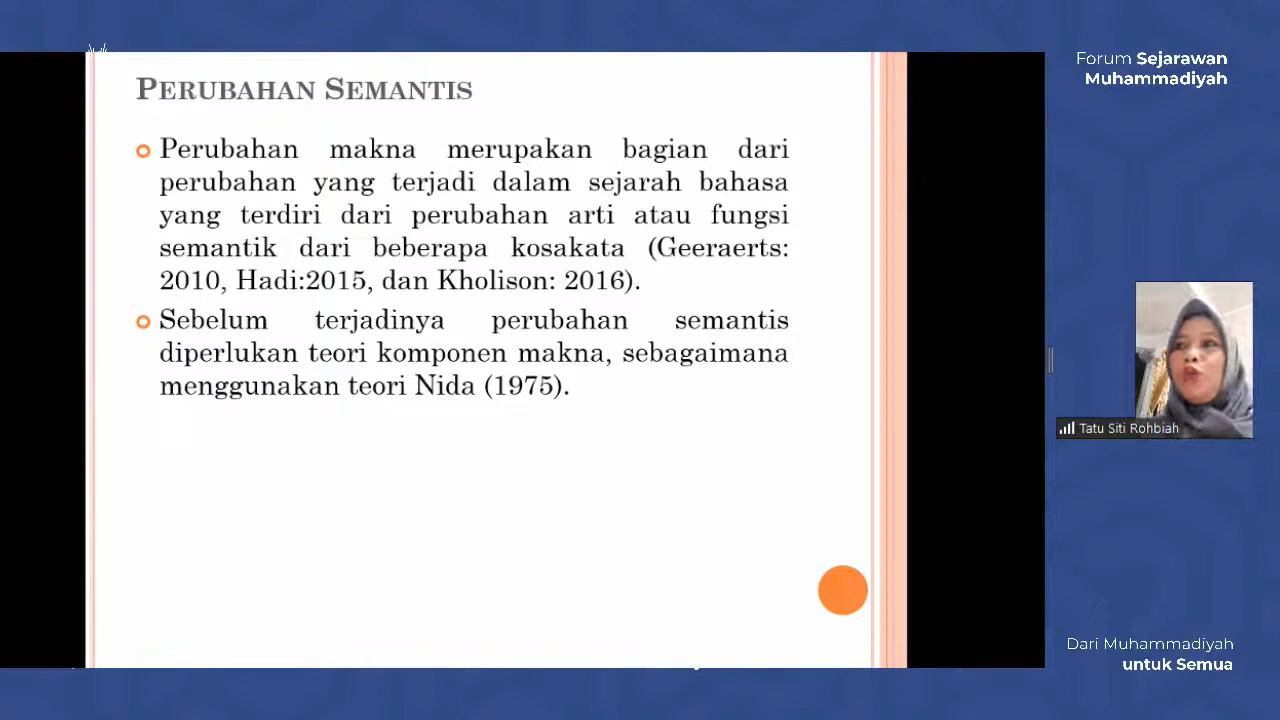 PERUBAHAN SEMANTIS
Perubahan makna merupakan bagian dari
perubahan yang terjadi dalam sejarah bahasa
yang terdiri dari perubahan arti atau fungsi
semantik dari beberapa kosakata (Geeraerts:
2010, Hadi:2015, dan Kholison: 2016).
Sebelum terjadinya perubahan semantis
diperlukan teori komponen makna, sebagaimana
menggunakan teori Nida (1975).
Forum Sejarawan
Muhammadiyah
Tatu Siti Rohbiah
Dari Muhammadiyah
untuk Semua